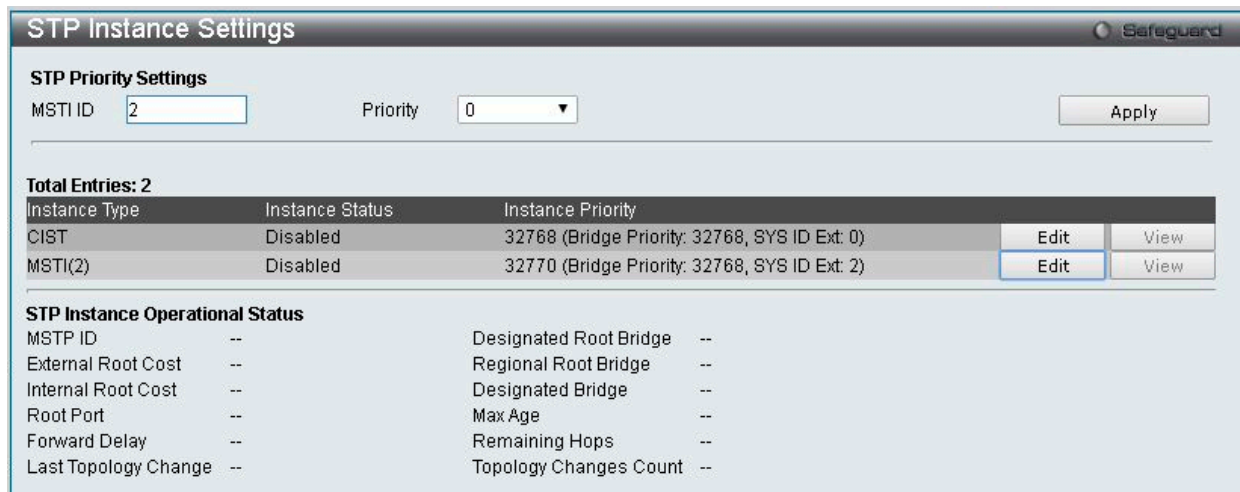 STP Instance Settings
Safeguard
STP Priority Settings
MSTI ID 2 Priority 0 Apply
Total Entries: 2
Instance Type Instance Status Instance Priority
CIST Disabled 32768 (Bridge Priority: 32768, SYS ID Ext: 0) Edit View
MSTI(2) Disabled 32770 (Bridge Priority: 32768, SYS ID Ext: 2) Edit View
STP Instance Operational Status
MSTP ID -- Designated Root Bridge --
External Root Cost -- Regional Root Bridge --
Internal Root Cost -- Designated Bridge --
Root Port -- Max Age --
Forward Delay -- Remaining Hops --
Last Topology Change -- Topology Changes Count --